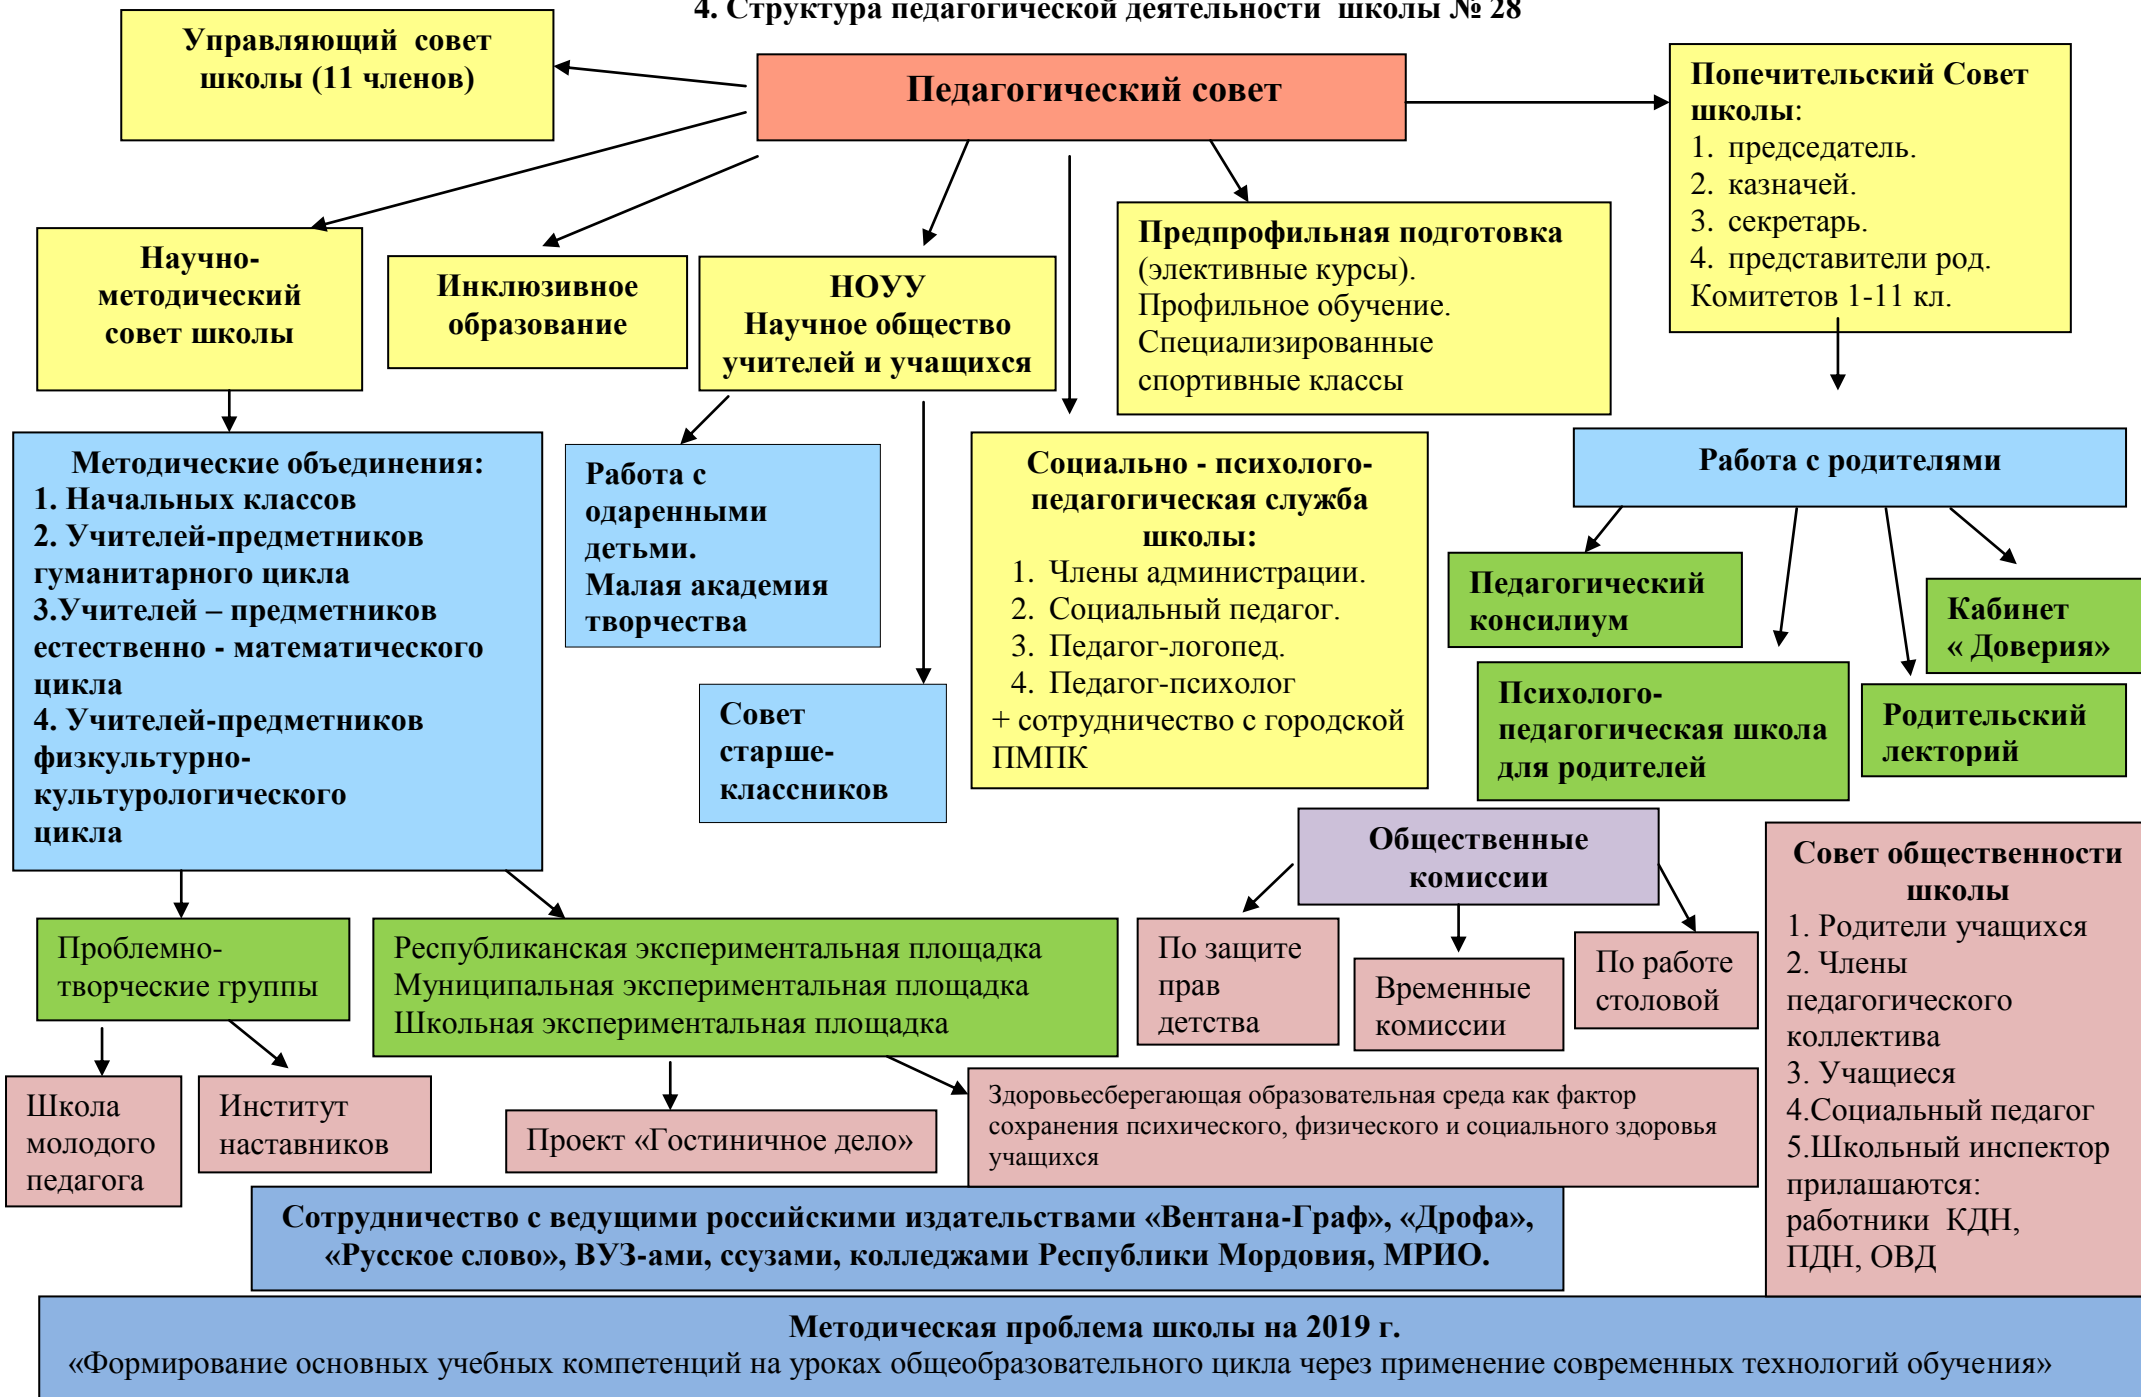 4. Структура педагогической деятельности школы № 28
Управляющий совет
школы (11 членов)
Педагогический совет
Попечительский Совет
школы:
1. председатель.
2. казначей.
3. секретарь.
4. представители род.
Комитетов 1-11 кл.
Научно-
методический
совет школы
Инклюзивное
образование
НОУУ
Научное общество
учителей и учащихся
Предпрофильная подготовка
(элективные курсы).
Профильное обучение.
Специализированные
спортивные классы
Методические объединения:
1. Начальных классов
2. Учителей-предметников
гуманитарного цикла
3.Учителей – предметников
естественно - математического
цикла
4. Учителей-предметников
физкультурно-
культурологического
цикла
Работа с
одаренными
детьми.
Малая академия
творчества
Совет
старше-
классников
Социально - психолого-
педагогическая служба
школы:
1. Члены администрации.
2. Социальный педагог.
3. Педагог-логопед.
4. Педагог-психолог
+ сотрудничество с городской
ПМПК
Работа с родителями
Педагогический
консилиум
Кабинет
« Доверия»
Психолого-
педагогическая школа
для родителей
Родительский
лекторий
Общественные
комиссии
По защите
прав
детства
Временные
комиссии
По работе
столовой
Совет общественности
школы
1. Родители учащихся
2. Члены
педагогического
коллектива
3. Учащиеся
4.Социальный педагог
5.Школьный инспектор
прилашаются:
работники КДН,
ПДН, ОВД
Проблемно-
творческие группы
Республиканская экспериментальная площадка
Муниципальная экспериментальная площадка
Школьная экспериментальная площадка
Школа
молодого
педагога
Институт
наставников
Проект «Гостиничное дело»
Здоровьесберегающая образовательная среда как фактор
сохранения психического, физического и социального здоровья
учащихся
Сотрудничество с ведущими российскими издательствами «Вентана-Граф», «Дрофа»,
«Русское слово», ВУЗ-ами, ссузами, колледжами Республики Мордовия, МРИО.
Методическая проблема школы на 2019 г.
«Формирование основных учебных компетенций на уроках общеобразовательного цикла через применение современных технологий обучения»